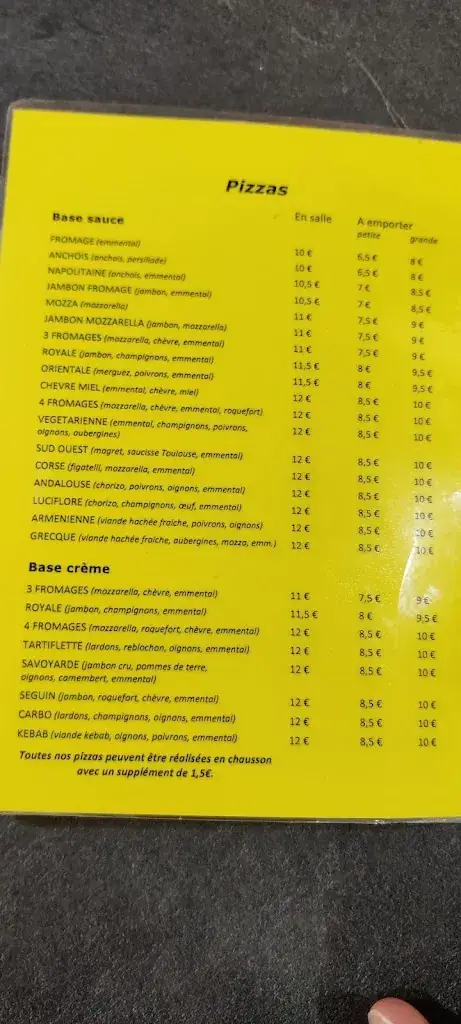 Pizzas
Base sauce En salle A emporter
petite grande
FROMAGE (emmental) 10 € 6,5 € 8 €
ANCHOIS (anchois, persillade) 10 € 6,5 € 8 €
NAPOLITAINE (anchois, emmental) 10,5 € 7 € 8,5 €
JAMBON FROMAGE (jambon, emmental) 10,5 € 7 € 8,5 €
MOZZA (mozzarella) 11 € 7,5 € 9 €
JAMBON MOZZARELLA (jambon, mozzarella) 11 € 7,5 € 9 €
3 FROMAGES (mozzarella, chèvre, emmental) 11 € 7,5 € 9 €
ROYALE (jambon, champignons, emmental) 11,5 € 8 € 9,5 €
ORIENTALE (merguez, poivrons, emmental) 11,5 € 8 € 9,5 €
CHEVRE MIEL (emmental, chèvre, miel) 12 € 8,5 € 10 €
4 FROMAGES (mozzarella, chèvre, emmental, roquefort) 12 € 8,5 € 10 €
VEGETARIENNE (emmental, champignons, poivrons, 12 € 8,5 € 10 €
oignons, aubergines)
SUD OUEST (magret, saucisse Toulouse, emmental) 12 € 8,5 € 10 €
CORSE (figatelli, mozzarella, emmental) 12 € 8,5 € 10 €
ANDALOUSE (chorizo, poivrons, oignons, emmental) 12 € 8,5 € 10 €
LUCIFLORE (chorizo, champignons, œuf, emmental) 12 € 8,5 € 10 €
ARMENIENNE (viande hachée fraîche, poivrons, oignons) 12 € 8,5 € 10 €
GRECQUE (viande hachée fraîche, aubergines, mozza, emm.) 12 € 8,5 € 10 €
Base crème
3 FROMAGES (mozzarella, chèvre, emmental) 11 € 7,5 € 9 €
ROYALE (jambon, champignons, emmental) 11,5 € 8 € 9,5 €
4 FROMAGES (mozzarella, roquefort, chèvre, emmental) 12 € 8,5 € 10 €
TARTIFLETTE (lardons, reblochon, oignons, emmental) 12 € 8,5 € 10 €
SAVOYARDE (jambon cru, pommes de terre, 12 € 8,5 € 10 €
oignons, camembert, emmental)
SEGUIN (jambon, roquefort, chèvre, emmental) 12 € 8,5 € 10 €
CARBO (lardons, champignons, oignons, emmental) 12 € 8,5 € 10 €
KEBAB (viande kebab, oignons, poivrons, emmental) 12 € 8,5 € 10 €
Toutes nos pizzas peuvent être réalisées en chausson
avec un supplément de 1,5€.